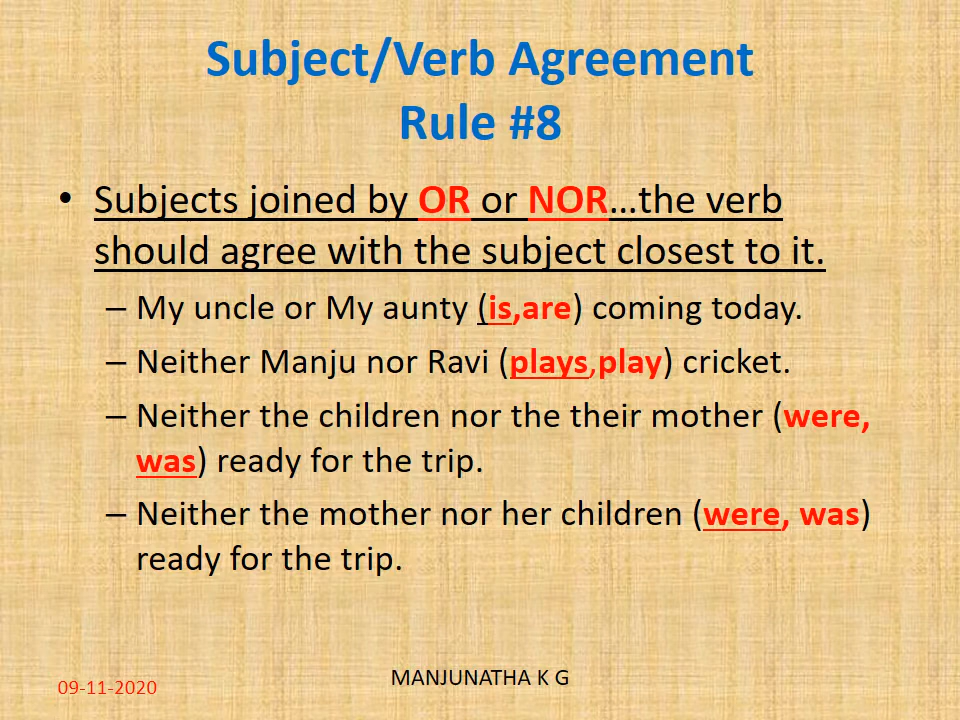 Subject/Verb Agreement
Rule #8
• Subjects joined by OR or NOR…the verb
should agree with the subject closest to it.
– My uncle or My aunty (is,are) coming today.
– Neither Manju nor Ravi (plays,play) cricket.
– Neither the children nor the their mother (were,
was) ready for the trip.
– Neither the mother nor her children (were, was)
ready for the trip.
09-11-2020
MANJUNATHA K G